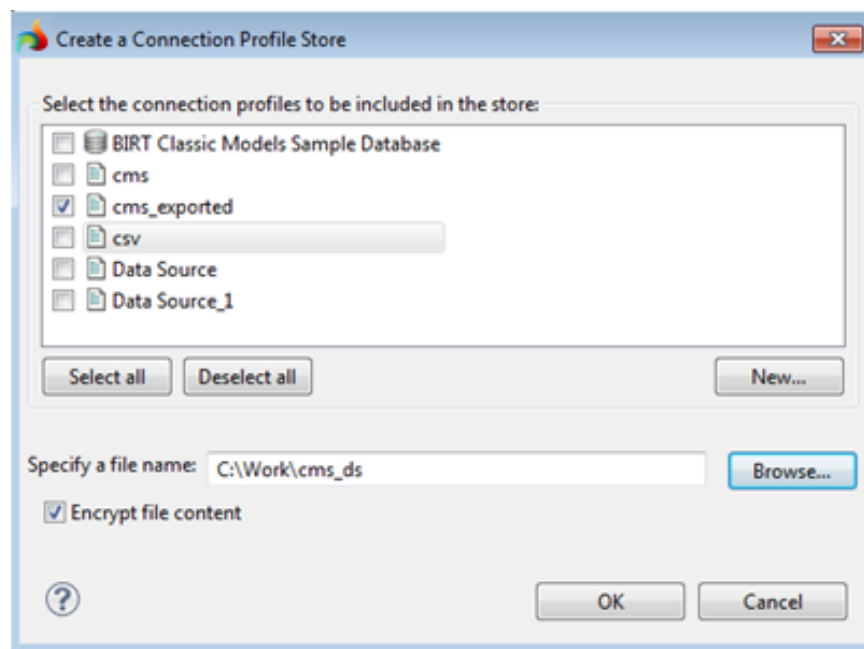 Create a Connection Profile Store
Select the connection profiles to be included in the store:
BIRT Classic Models Sample Database
cms
cms_exported
csv
Data Source
Data Source_1
Select all Deselect all New...
Specify a file name: C:\Work\cms_ds Browse...
Encrypt file content
? OK Cancel